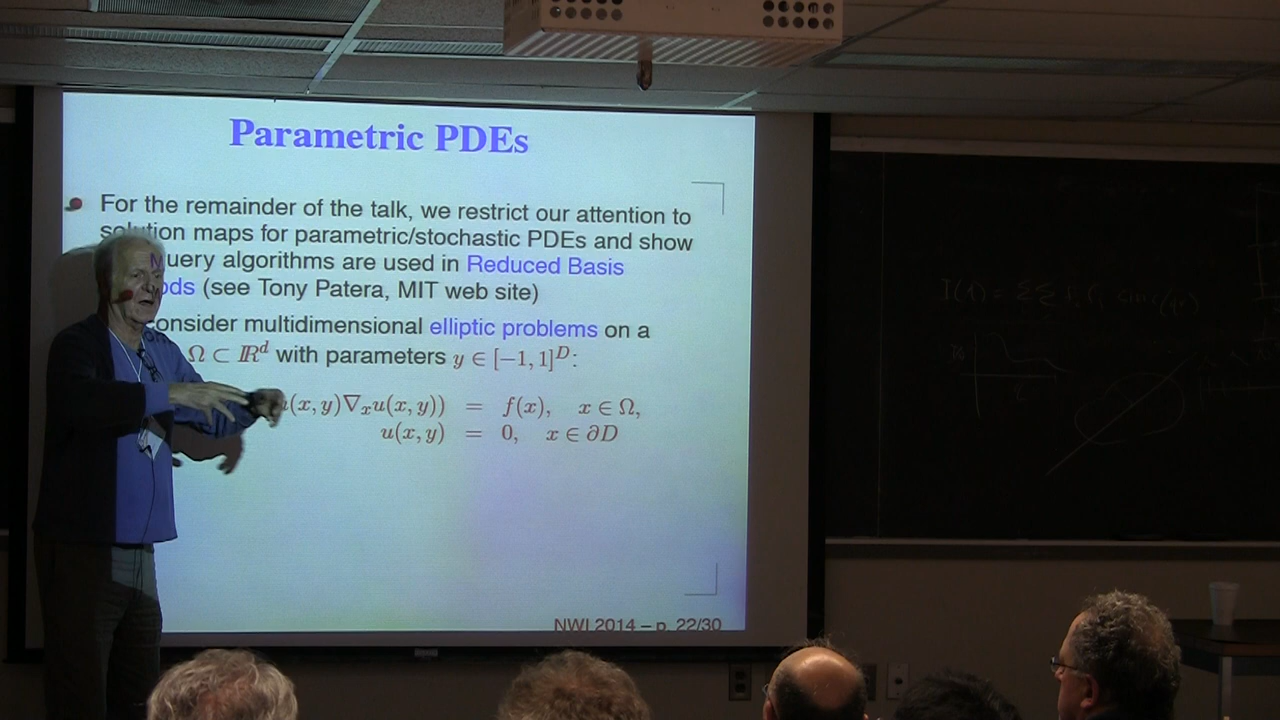 Parametric PDEs
For the remainder of the talk, we restrict our attention to
solution maps for parametric/stochastic PDEs and show
uery algorithms are used in Reduced Basis
ods (see Tony Patera, MIT web site)
onsider multidimensional elliptic problems on a
Ω ⊂ ℝ^d with parameters y ∈ [−1, 1]^D:
(x, y)∇ₓu(x, y)) = f(x), x ∈ Ω,
u(x, y) = 0, x ∈ ∂D
NWI 2014 – p. 22/30